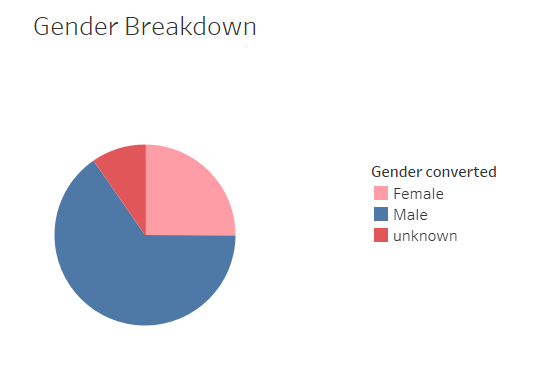 Gender Breakdown
Gender converted
Female
Male
unknown